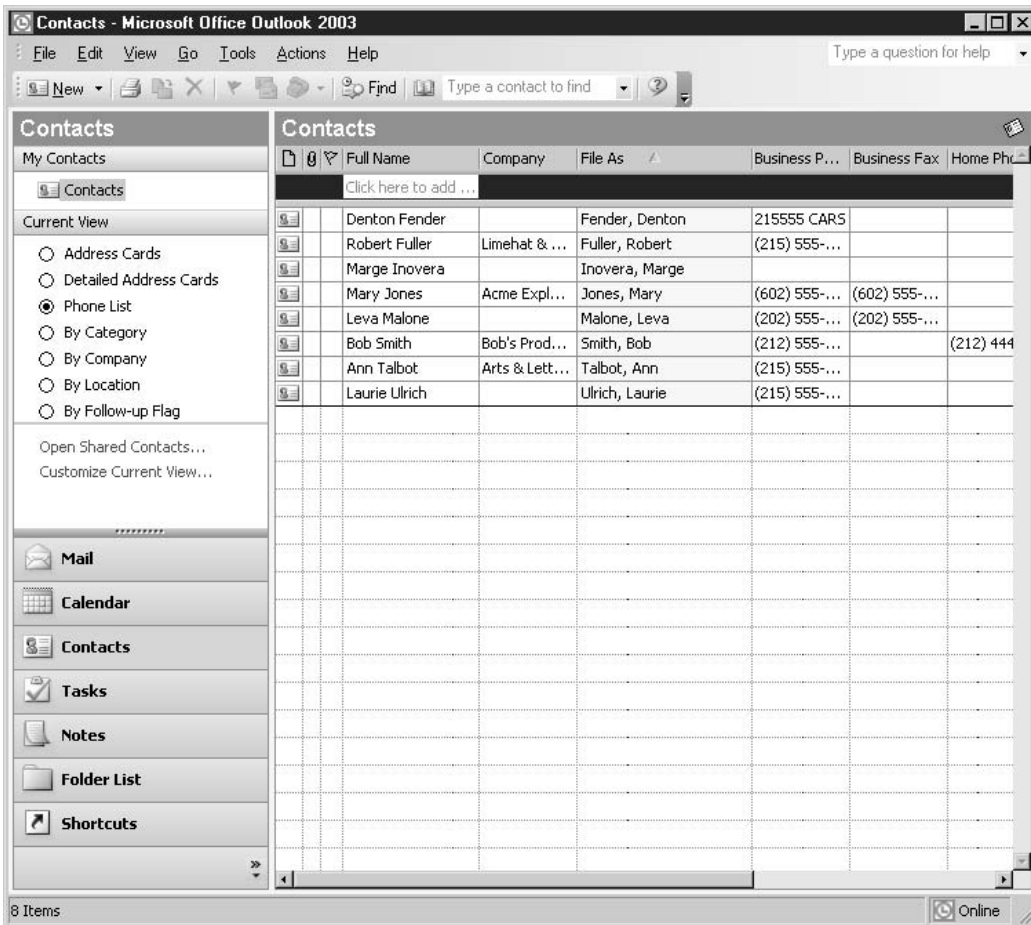 Contacts - Microsoft Office Outlook 2003
File Edit View Go Tools Actions Help Type a question for help
New Find Type a contact to find
Contacts
My Contacts
Contacts
Current View
Address Cards
Detailed Address Cards
Phone List
By Category
By Company
By Location
By Follow-up Flag
Open Shared Contacts...
Customize Current View...
Mail
Calendar
Contacts
Tasks
Notes
Folder List
Shortcuts
Contacts
Full Name Company File As Business P... Business Fax Home Pho
Click here to add ...
Denton Fender Fender, Denton 215555 CARS
Robert Fuller Limehat & ... Fuller, Robert (215) 555-...
Marge Inovera Inovera, Marge
Mary Jones Acme Expl... Jones, Mary (602) 555-... (602) 555-...
Leva Malone Malone, Leva (202) 555-... (202) 555-...
Bob Smith Bob's Prod... Smith, Bob (212) 555-... (212) 444
Ann Talbot Arts & Lett... Talbot, Ann (215) 555-...
Laurie Ulrich Ulrich, Laurie (215) 555-...
8 Items Online